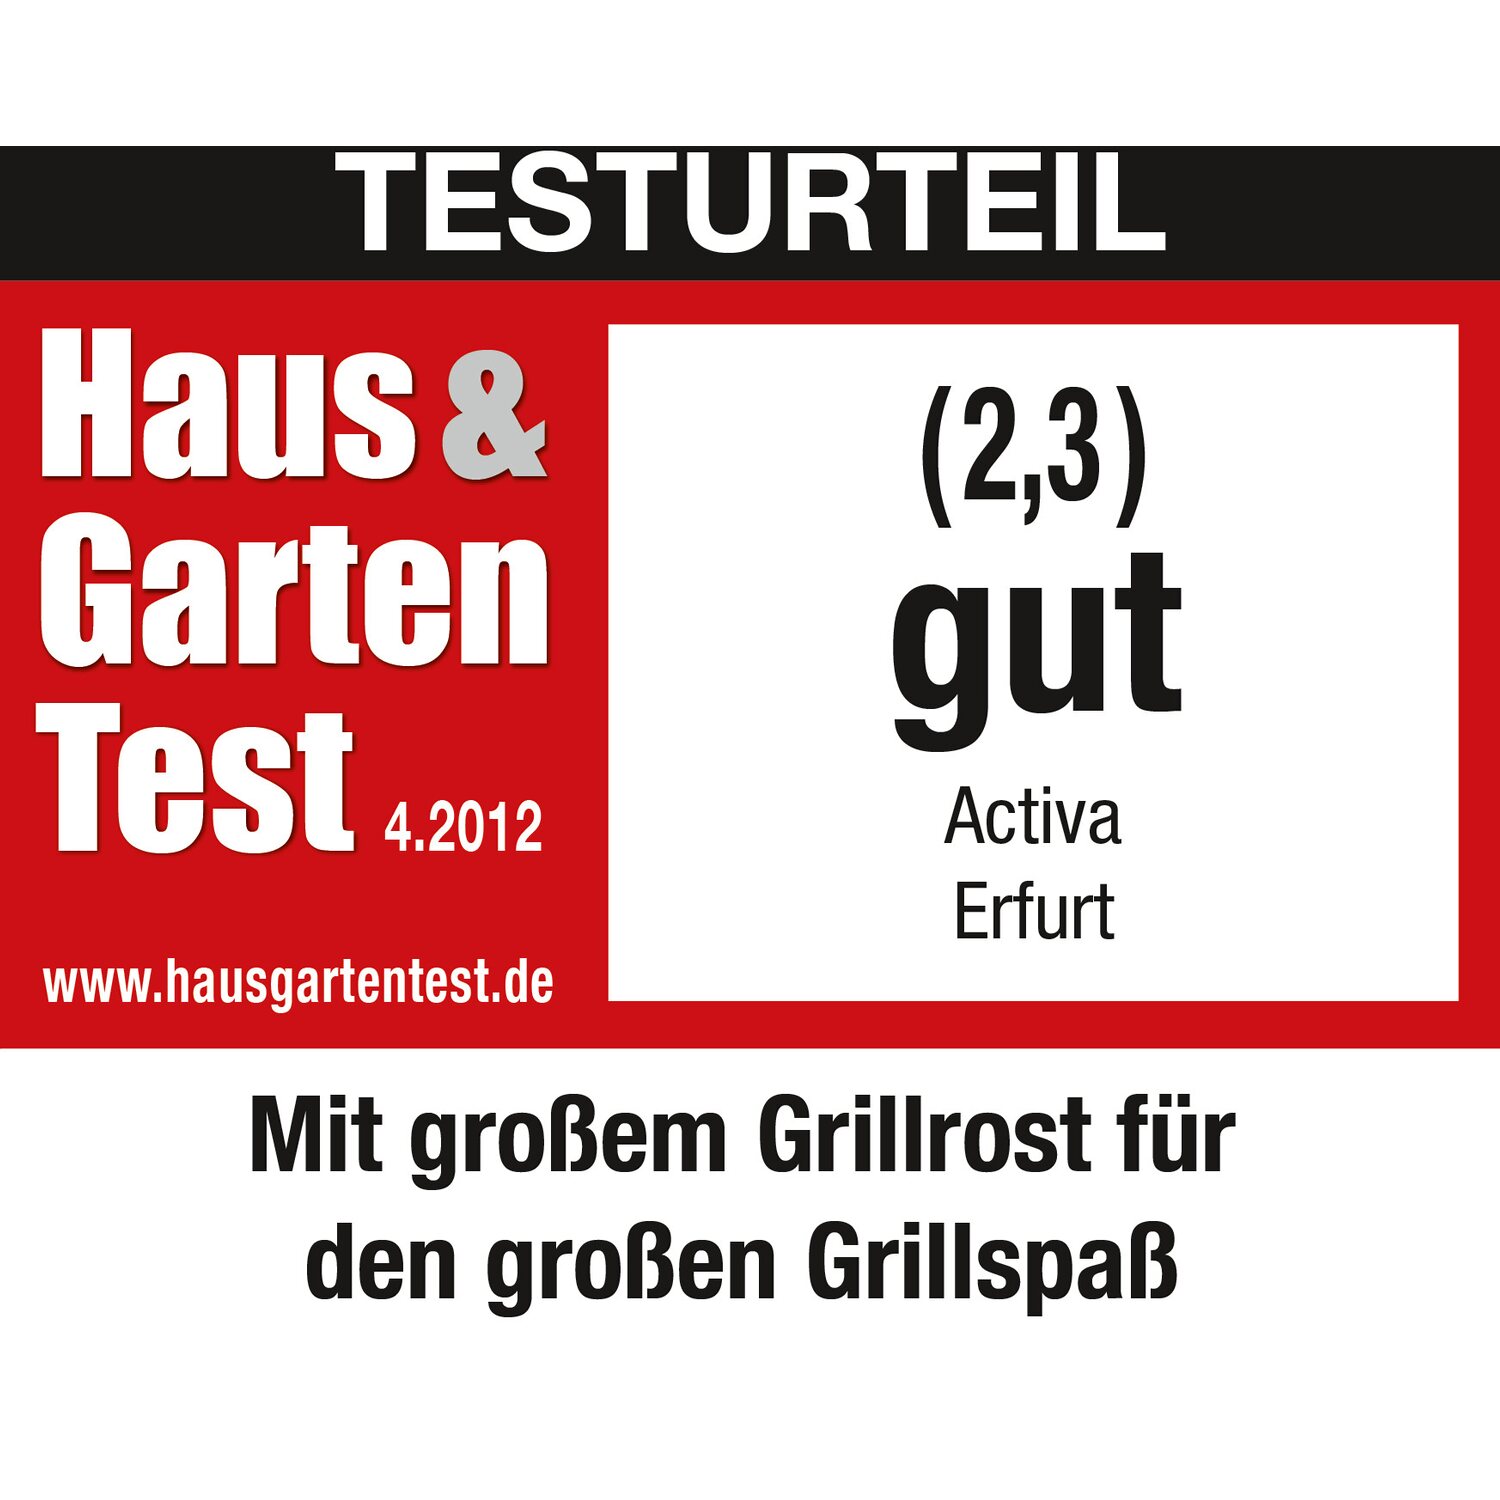 TESTURTEIL
Haus &
Garten
Test 4.2012
www.hausgartentest.de
(2,3)
gut
Activa
Erfurt
Mit großem Grillrost für
den großen Grillspaß